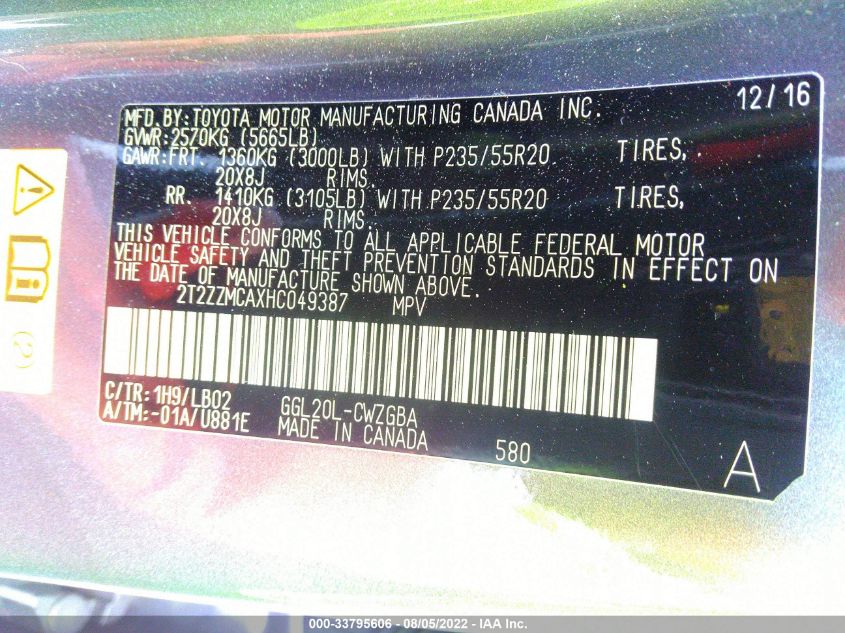 12/16
MFD. BY: TOYOTA MOTOR MANUFACTURING CANADA INC.
GVWR: 2570KG (5665LB)
GAWR: FRT. 1360KG (3000LB) WITH P235/55R20 TIRES,
20X8J RIMS.
RR. 1410KG (3105LB) WITH P235/55R20 TIRES,
20X8J RIMS.
THIS VEHICLE CONFORMS TO ALL APPLICABLE FEDERAL MOTOR
VEHICLE SAFETY AND THEFT PREVENTION STANDARDS IN EFFECT ON
THE DATE OF MANUFACTURE SHOWN ABOVE.
2T2ZZMCAXHC049387 MPV
C/TR: 1H9/LB02 GGL20L-CWZGBA
A/TM: -01A/U881E MADE IN CANADA 580
A
000-33795606 - 08/05/2022 - IAA Inc.